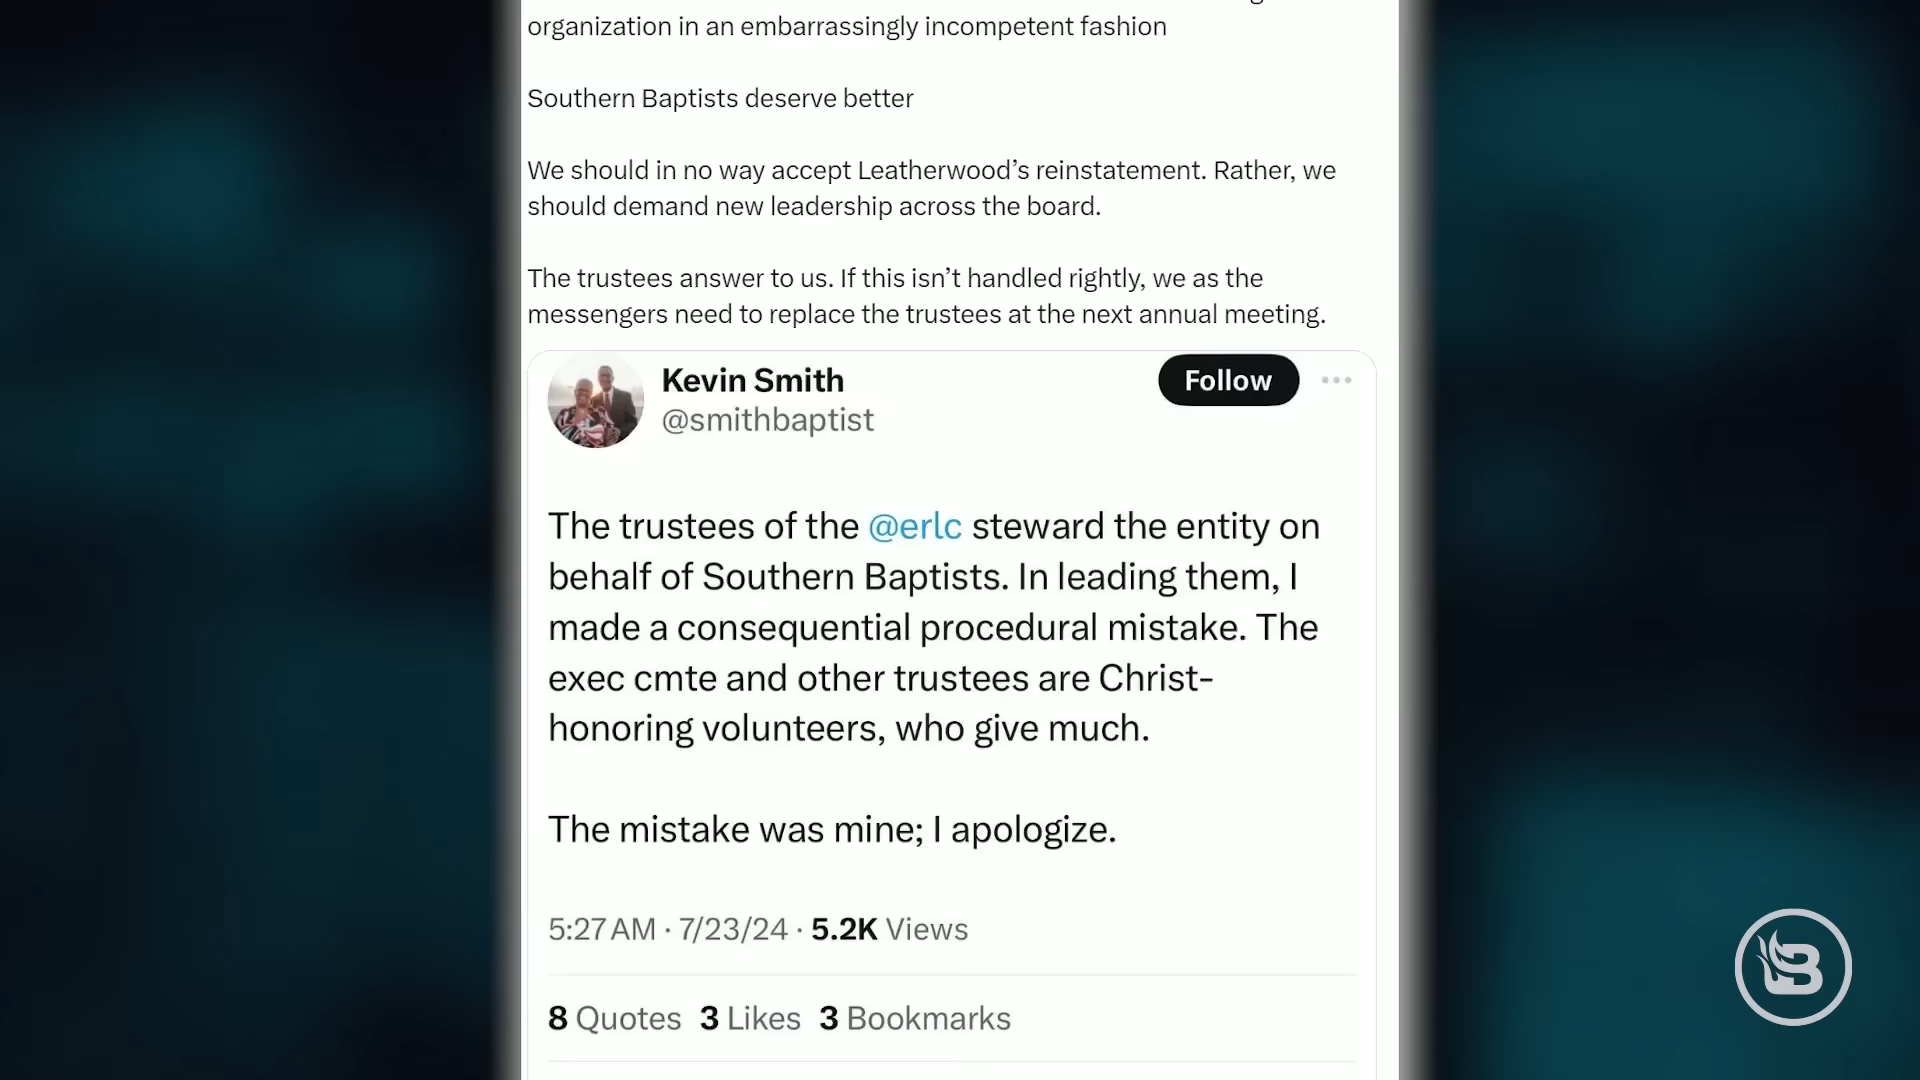 organization in an embarrassingly incompetent fashion
Southern Baptists deserve better
We should in no way accept Leatherwood’s reinstatement. Rather, we
should demand new leadership across the board.
The trustees answer to us. If this isn’t handled rightly, we as the
messengers need to replace the trustees at the next annual meeting.
Kevin Smith
Follow
@smithbaptist
The trustees of the @erlc steward the entity on
behalf of Southern Baptists. In leading them, I
made a consequential procedural mistake. The
exec cmte and other trustees are Christ-
honoring volunteers, who give much.
The mistake was mine; I apologize.
5:27 AM · 7/23/24 · 5.2K Views
8 Quotes 3 Likes 3 Bookmarks
B